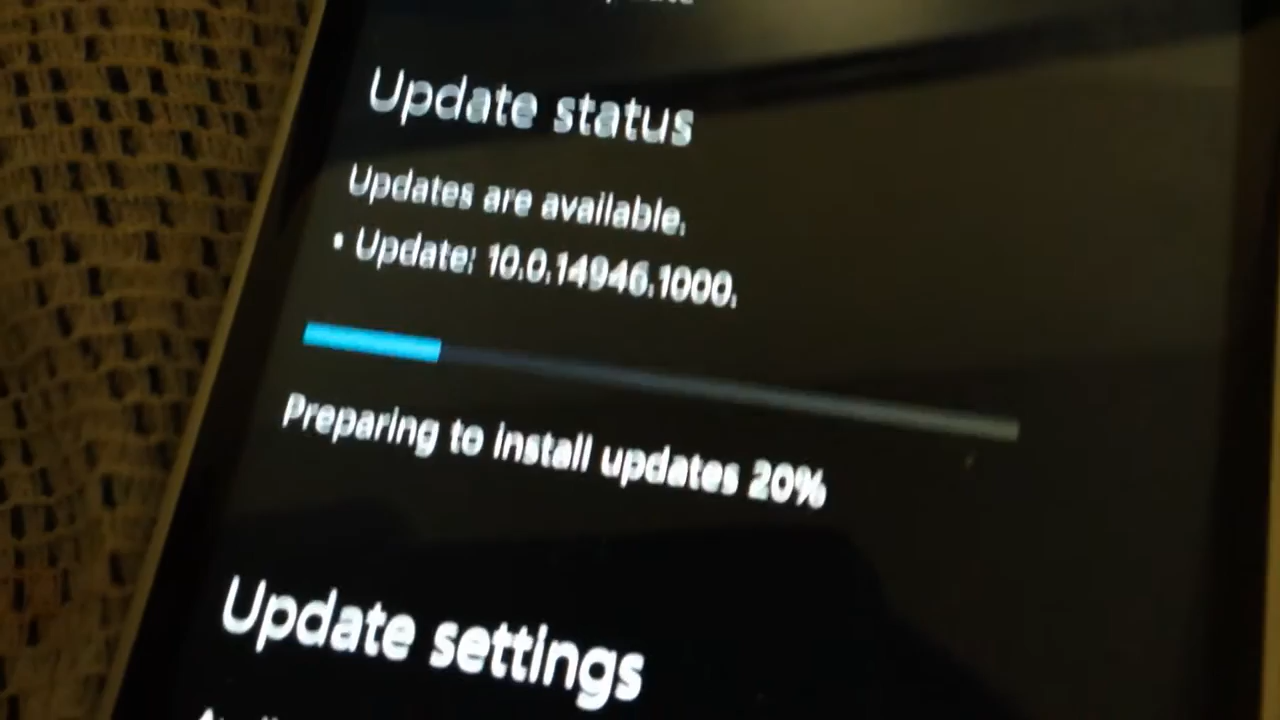 Update status
Updates are available.
• Update: 10.0.14946.1000.
Preparing to install updates 20%
Update settings